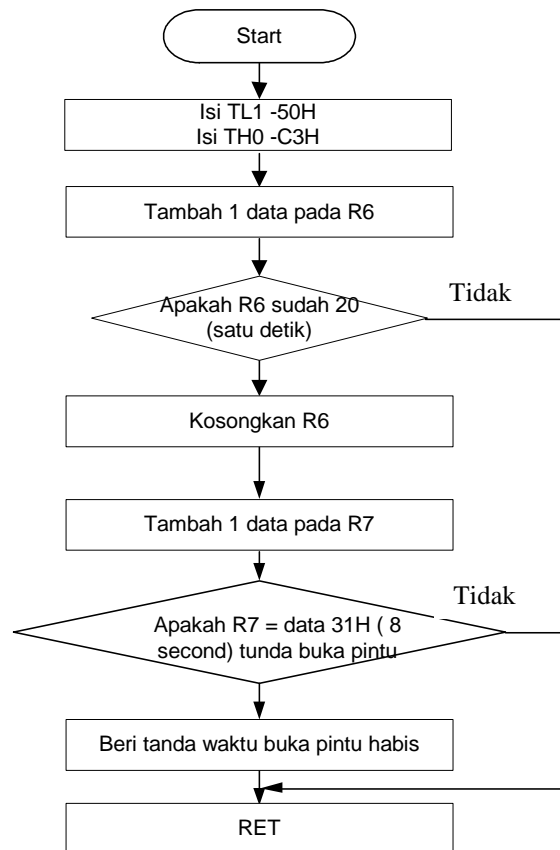 Start
Isi TL1 -50H
Isi TH0 -C3H
Tambah 1 data pada R6
Tidak
Apakah R6 sudah 20
(satu detik)
Kosongkan R6
Tambah 1 data pada R7
Tidak
Apakah R7 = data 31H ( 8
second) tunda buka pintu
Beri tanda waktu buka pintu habis
RET